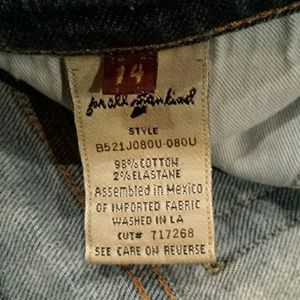 14
for all mankind
STYLE
B521J080U-080U
98% COTTON
2% ELASTANE
Assembled in Mexico
OF IMPORTED FABRIC
WASHED IN LA
CUT# 717268
SEE CARE ON REVERSE